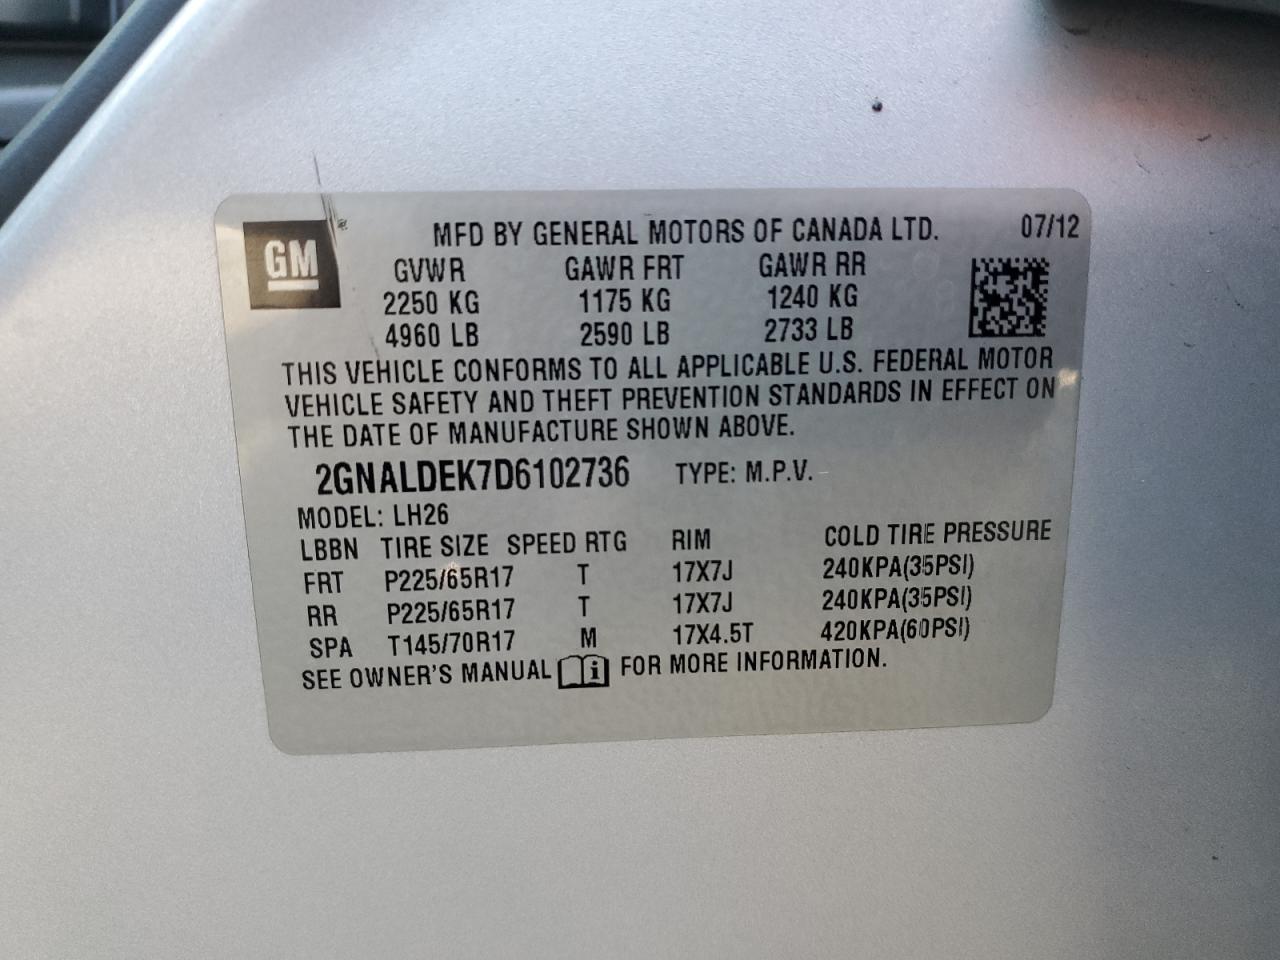 GM ®
MFD BY GENERAL MOTORS OF CANADA LTD. 07/12
GVWR GAWR FRT GAWR RR
2250 KG 1175 KG 1240 KG
4960 LB 2590 LB 2733 LB
THIS VEHICLE CONFORMS TO ALL APPLICABLE U.S. FEDERAL MOTOR
VEHICLE SAFETY AND THEFT PREVENTION STANDARDS IN EFFECT ON
THE DATE OF MANUFACTURE SHOWN ABOVE.
2GNALDEK7D6102736 TYPE: M.P.V.
MODEL: LH26
LBBN TIRE SIZE SPEED RTG RIM COLD TIRE PRESSURE
FRT P225/65R17 T 17X7J 240KPA(35PSI)
RR P225/65R17 T 17X7J 240KPA(35PSI)
SPA T145/70R17 M 17X4.5T 420KPA(60PSI)
SEE OWNER'S MANUAL i FOR MORE INFORMATION.